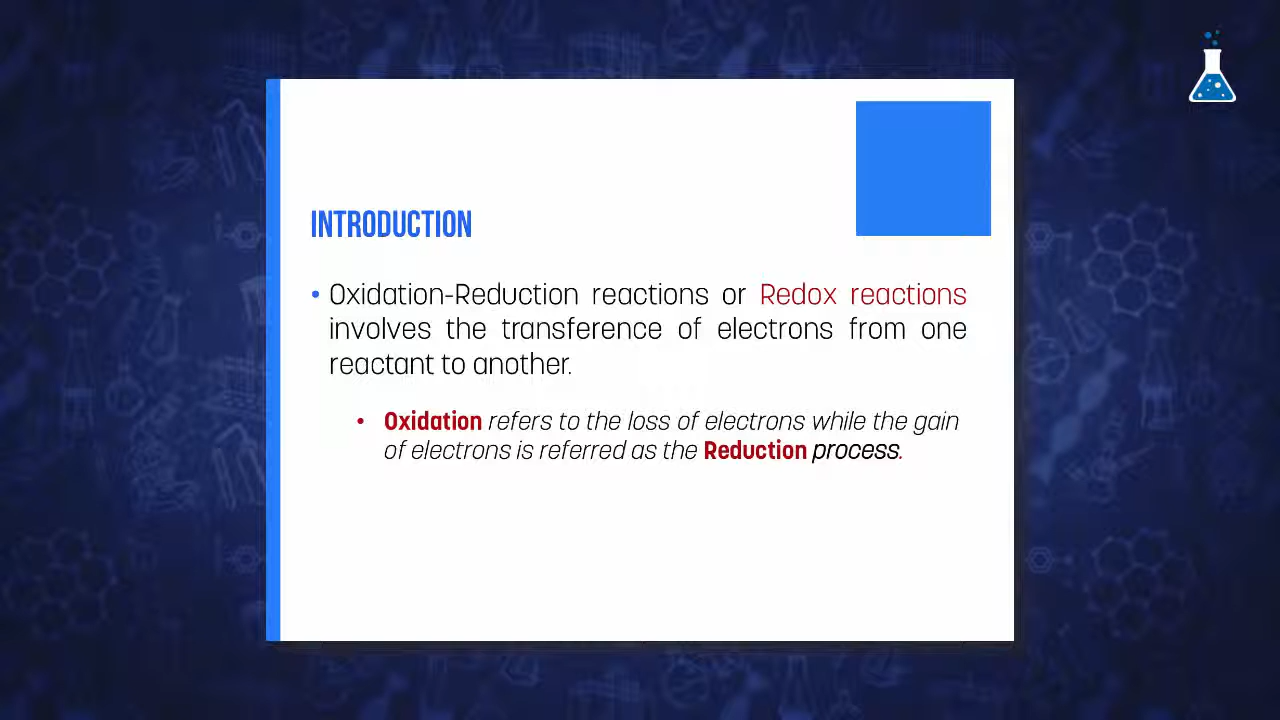 INTRODUCTION
• Oxidation-Reduction reactions or Redox reactions
involves the transference of electrons from one
reactant to another.
• Oxidation refers to the loss of electrons while the gain
of electrons is referred as the Reduction process.